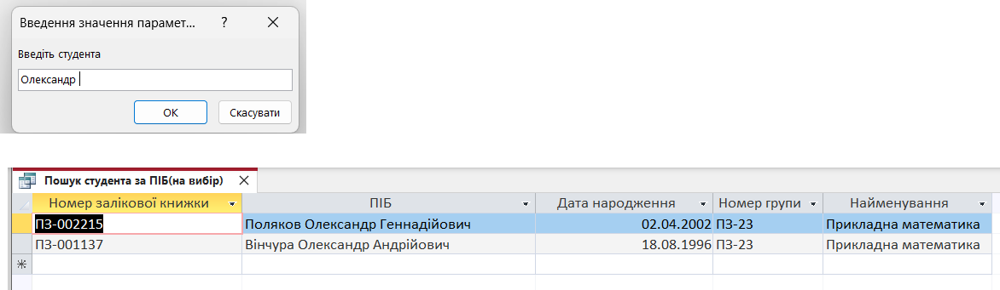 Введення значення парамет... ?
Введіть студента
Олександр
ОК Скасувати
Пошук студента за ПІБ(на вибір)
Номер залікової книжки ПІБ Дата народження Номер групи Найменування
ПЗ-002215 Поляков Олександр Геннадійович 02.04.2002 ПЗ-23 Прикладна математика
ПЗ-001137 Вінчура Олександр Андрійович 18.08.1996 ПЗ-23 Прикладна математика